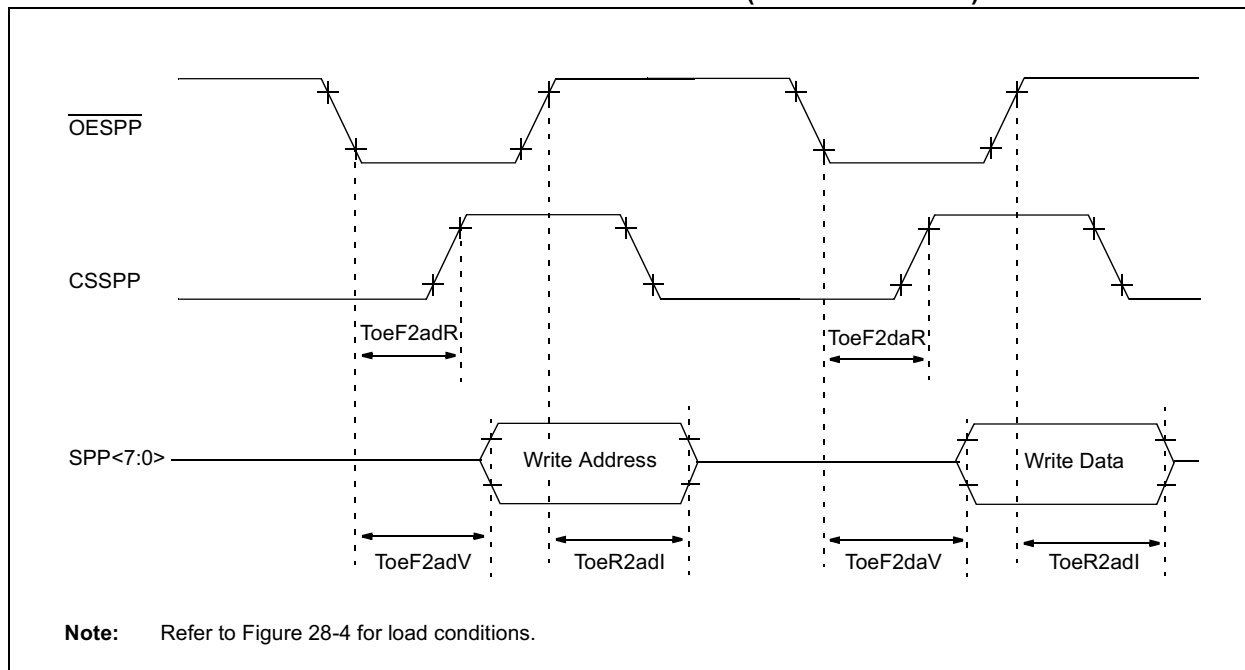 OESPP
CSSPP
ToeF2adR
ToeF2daR
SPP<7:0>
Write Address
Write Data
ToeF2adV
ToeR2adI
ToeF2daV
ToeR2adI
Note: Refer to Figure 28-4 for load conditions.